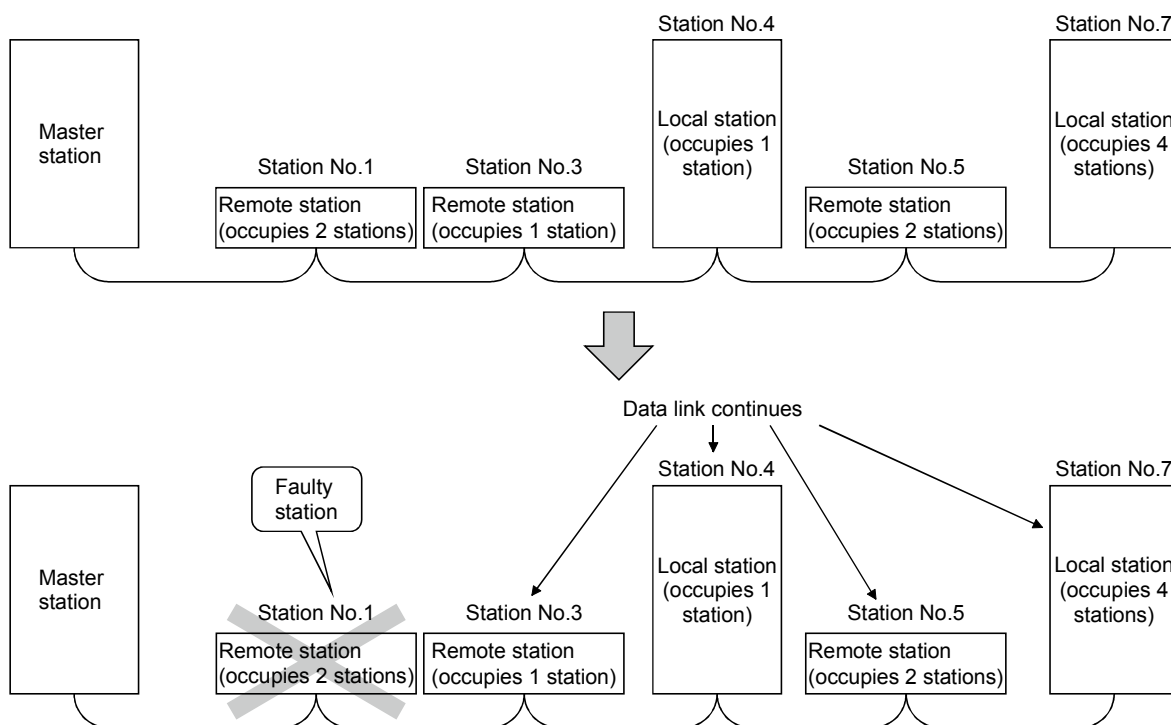 Station No.4
Station No.7
Master
station
Local station
(occupies 1
station)
Local station
(occupies 4
stations)
Station No.1
Station No.3
Station No.5
Remote station
(occupies 2 stations)
Remote station
(occupies 1 station)
Remote station
(occupies 2 stations)
Data link continues
Station No.4
Station No.7
Faulty
station
Master
station
Local station
(occupies 1
station)
Local station
(occupies 4
stations)
Station No.1
Station No.3
Station No.5
Remote station
(occupies 2 stations)
Remote station
(occupies 1 station)
Remote station
(occupies 2 stations)